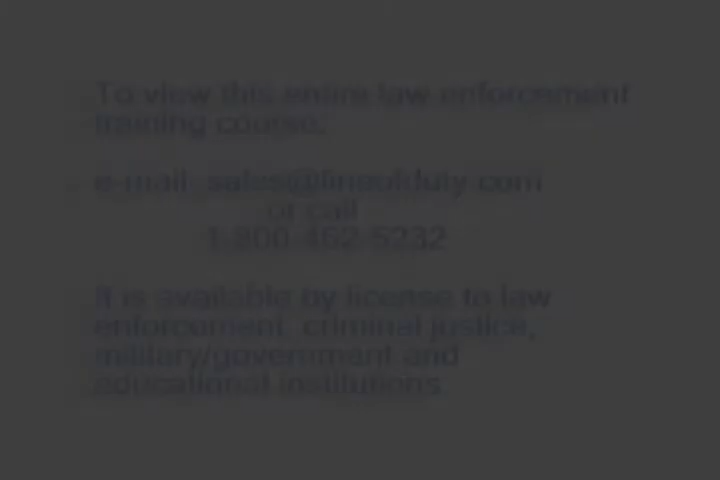 To view this entire law enforcement
training course:
e-mail: sales@lineofduty.com
or call
1-800-462-5232
It is available by license to law
enforcement, criminal justice,
military/government and
educational institutions.